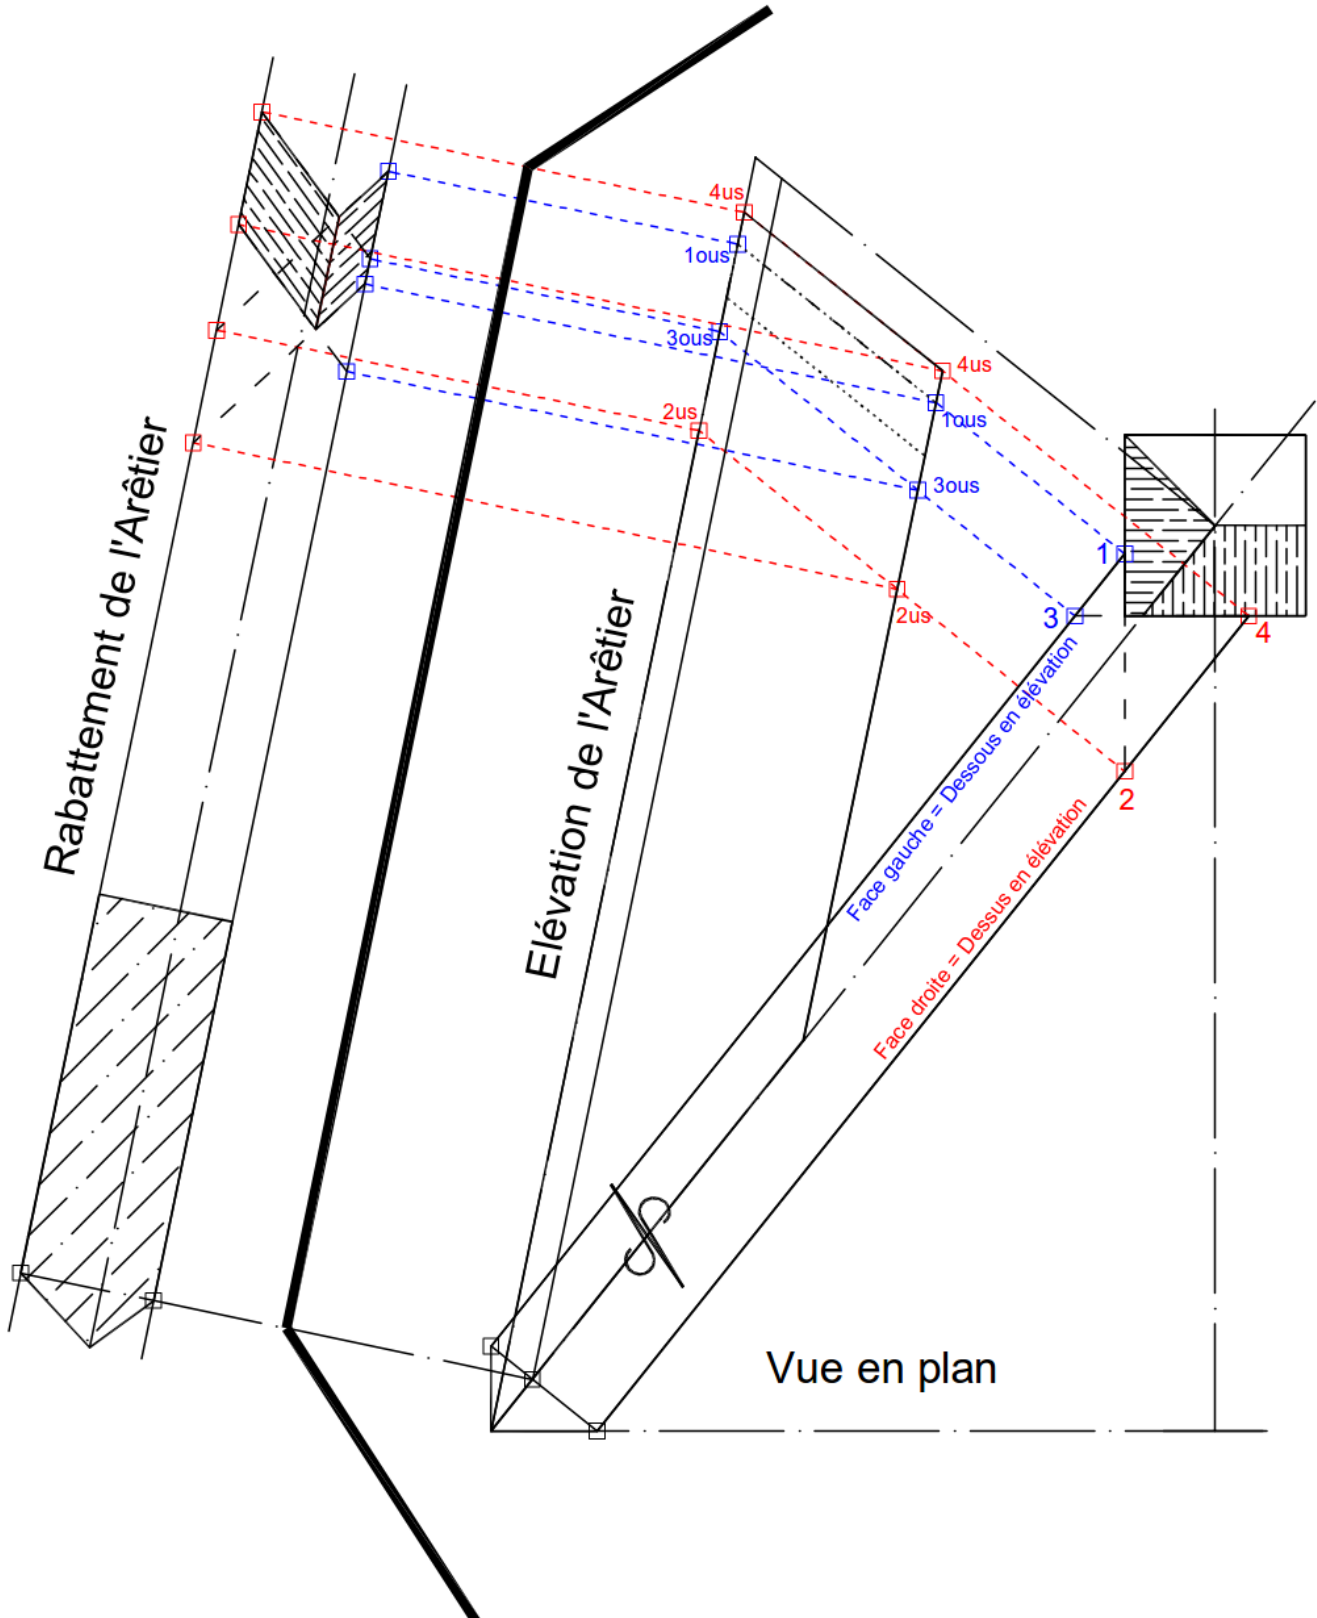 4us
1ous
3ous
4us
1ous
2us
3ous
1
3
4
2us
2
Rabattement de l'Arêtier
Elévation de l'Arêtier
Face gauche = Dessous en élévation
Face droite = Dessus en élévation
Vue en plan